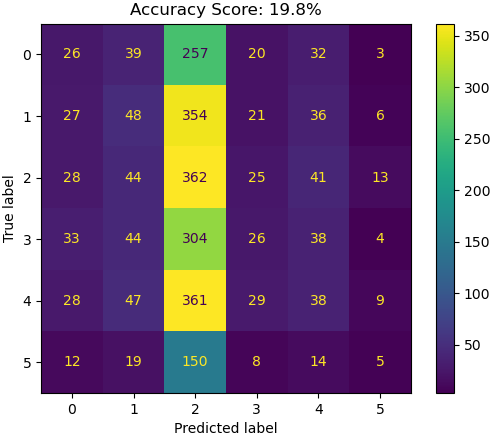 Accuracy Score: 19.8%
0 26 39 257 20 32 3
1 27 48 354 21 36 6
2 28 44 362 25 41 13
3 33 44 304 26 38 4
4 28 47 361 29 38 9
5 12 19 150 8 14 5
0 1 2 3 4 5
Predicted label
True label
350
300
250
200
150
100
50